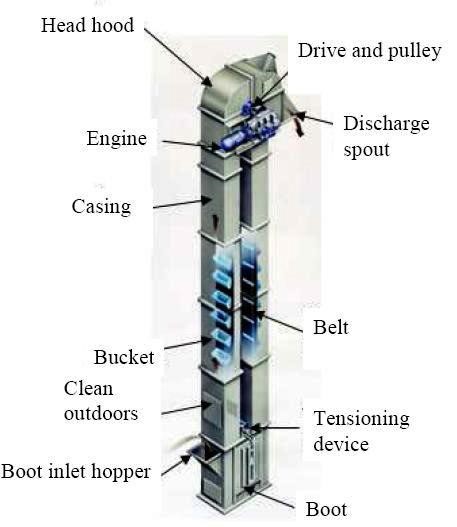 Head hood
Drive and pulley
Discharge
spout
Engine
Casing
Belt
Bucket
Clean
outdoors
Tensioning
device
Boot inlet hopper
Boot